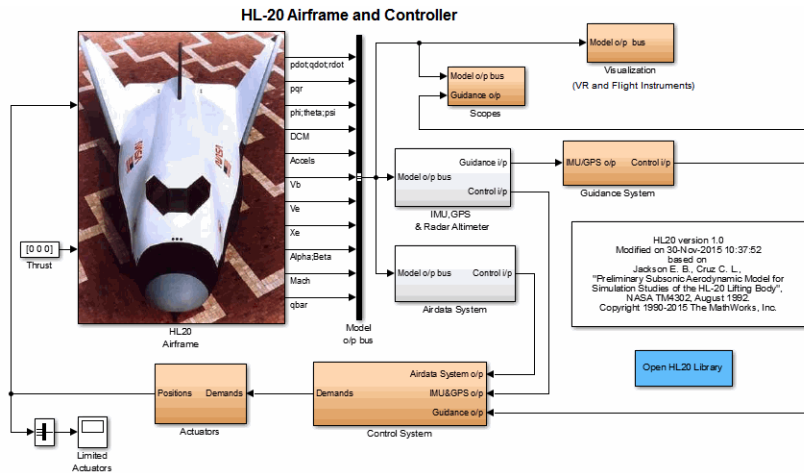 HL-20 Airframe and Controller
pdot;qdot;rdot
pqr
phi;theta;psi
DCM
Accels
Vb
Ve
Xe
Alpha;Beta
Mach
qbar
[0 0 0]
Thrust
HL20
Airframe
Model
o/p bus
Model o/p bus
Visualization
(VR and Flight Instruments)
Model o/p bus
Guidance o/p
Scopes
Model o/p bus
Guidance i/p
Control i/p
IMU,GPS
& Radar Altimeter
IMU/GPS o/p
Control i/p
Guidance System
Model o/p bus
Control i/p
Airdata System
HL20 version 1.0
Modified on 30-Nov-2015 10:37:52
based on
Jackson E. B., Cruz C. L.,
"Preliminary Subsonic Aerodynamic Model for
Simulation Studies of the HL-20 Lifting Body",
NASA TM4302, August 1992.
Copyright 1990-2015 The MathWorks, Inc.
Open HL20 Library
Positions
Demands
Actuators
Demands
Airdata System o/p
IMU&GPS o/p
Guidance o/p
Control System
Limited
Actuators